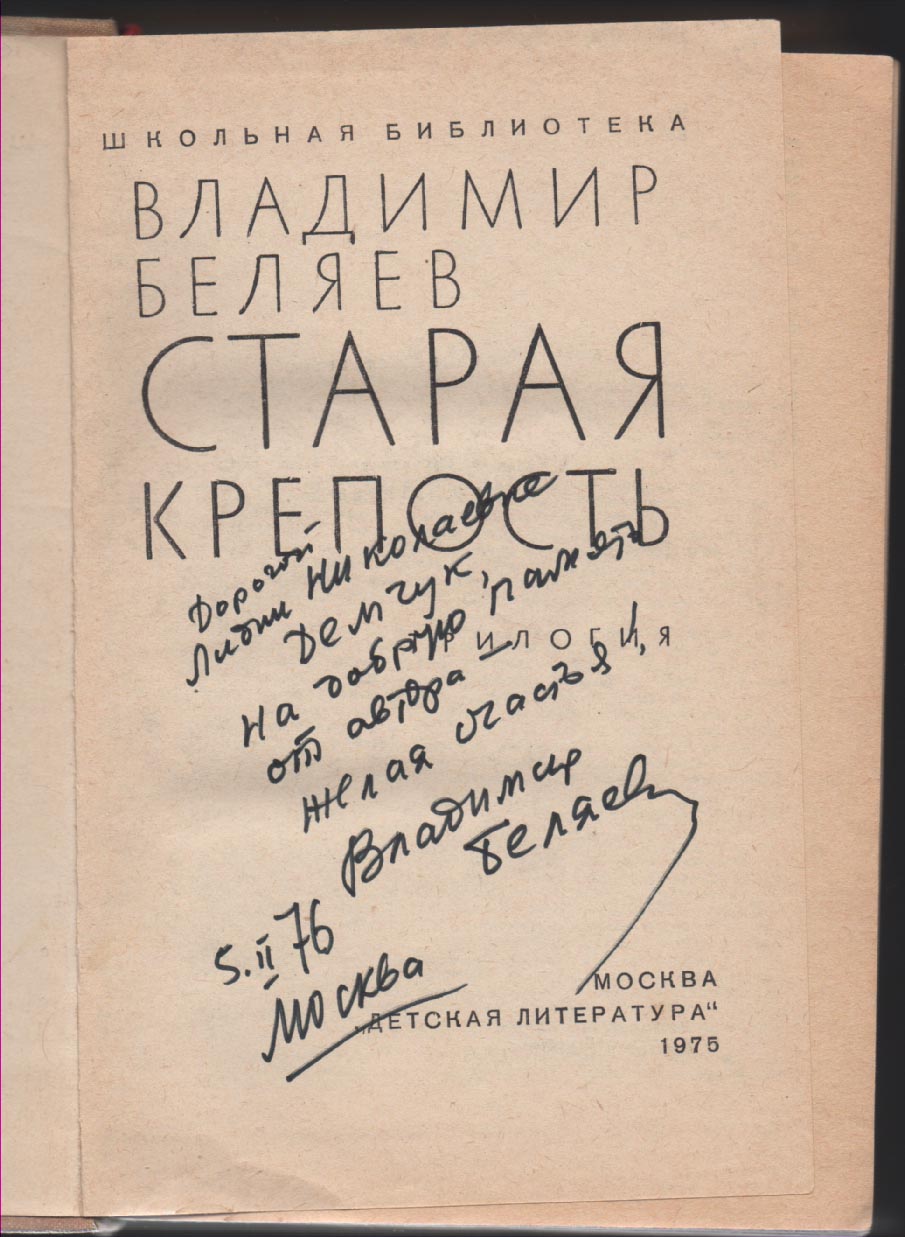 ШКОЛЬНАЯ БИБЛИОТЕКА
ВЛАДИМИР
БЕЛЯЕВ
СТАРАЯ
КРЕПОСТЬ
ТРИЛОГИЯ
Дорогой
Лидии Николаевне
Демчук,
на добрую память
от автора –
желая счастья!,
Владимир
Беляев
5.II 76
Москва
МОСКВА
„ДЕТСКАЯ ЛИТЕРАТУРА“
1975